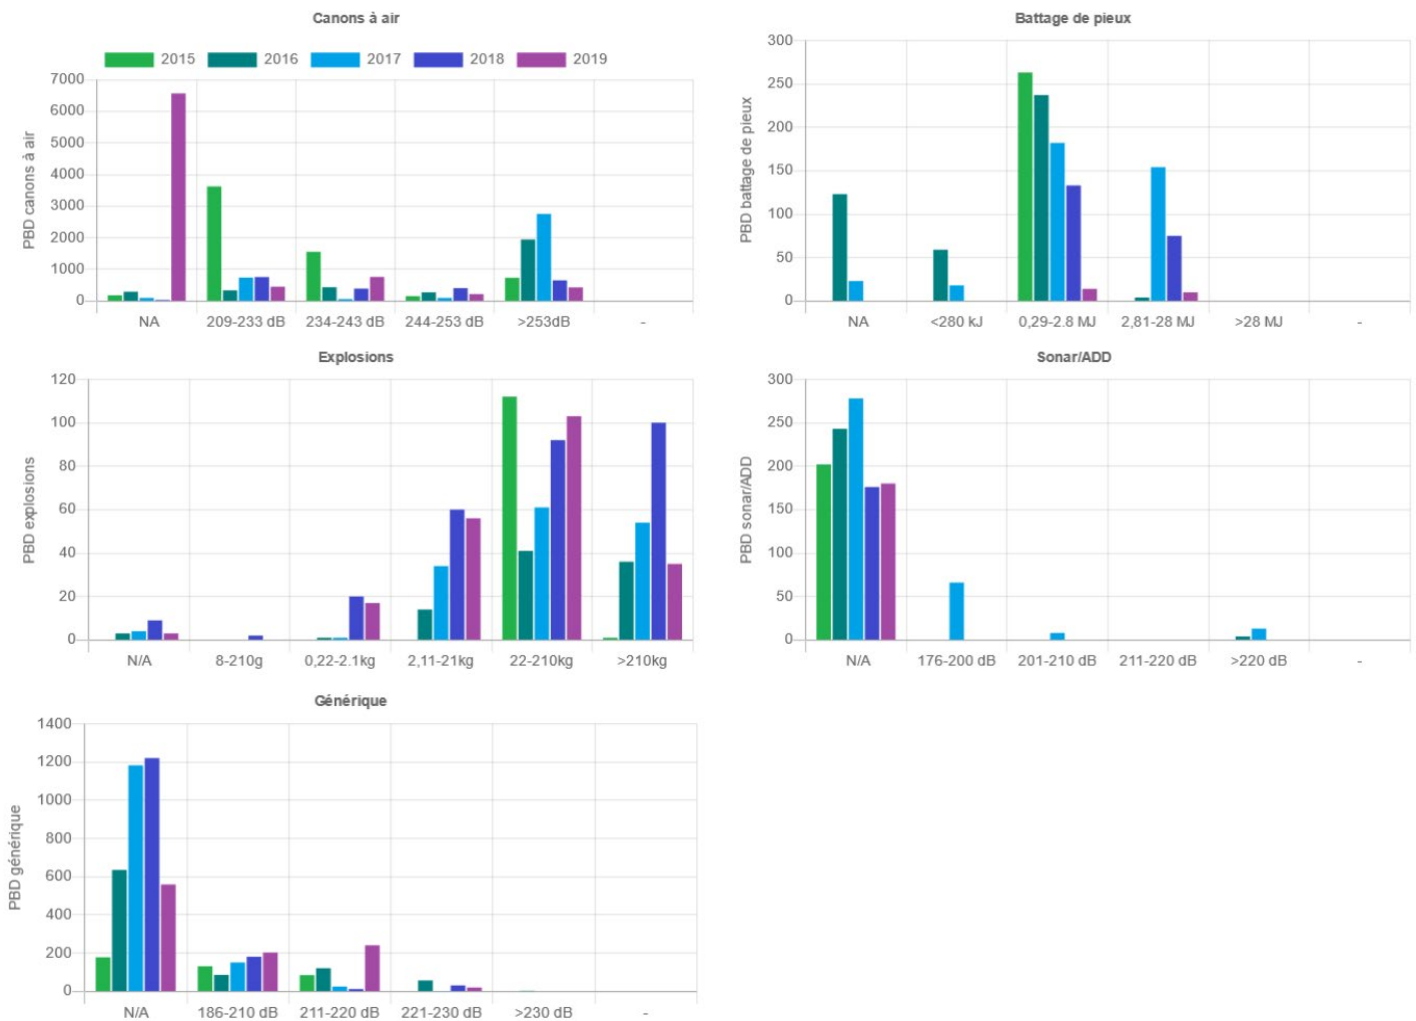 Canons à air
2015 2016 2017 2018 2019
PBD canons à air
7000
6000
5000
4000
3000
2000
1000
0
NA 209-233 dB 234-243 dB 244-253 dB >253dB -
Battage de pieux
PBD battage de pieux
300
250
200
150
100
50
0
NA <280 kJ 0,29-2.8 MJ 2,81-28 MJ >28 MJ -
Explosions
PBD explosions
120
100
80
60
40
20
0
N/A 8-210g 0,22-2.1kg 2,11-21kg 22-210kg >210kg
Sonar/ADD
PBD sonar/ADD
300
250
200
150
100
50
0
N/A 176-200 dB 201-210 dB 211-220 dB >220 dB -
Générique
PBD générique
1400
1200
1000
800
600
400
200
0
N/A 186-210 dB 211-220 dB 221-230 dB >230 dB -